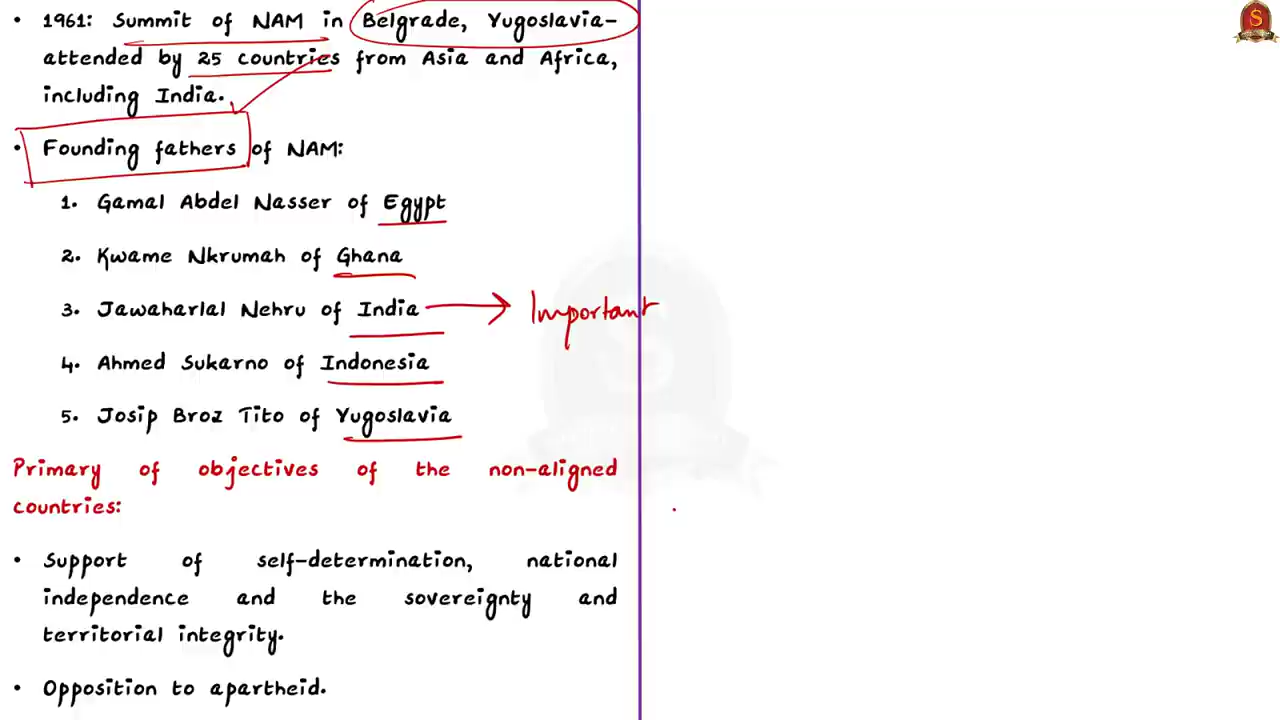 • 1961: Summit of NAM in Belgrade, Yugoslavia-
attended by 25 countries from Asia and Africa,
including India.
• Founding fathers of NAM:
1. Gamal Abdel Nasser of Egypt
2. Kwame Nkrumah of Ghana
3. Jawaharlal Nehru of India → Important
4. Ahmed Sukarno of Indonesia
5. Josip Broz Tito of Yugoslavia
Primary of objectives of the non-aligned
countries:
• Support of self-determination, national
independence and the sovereignty and
territorial integrity.
• Opposition to apartheid.
S